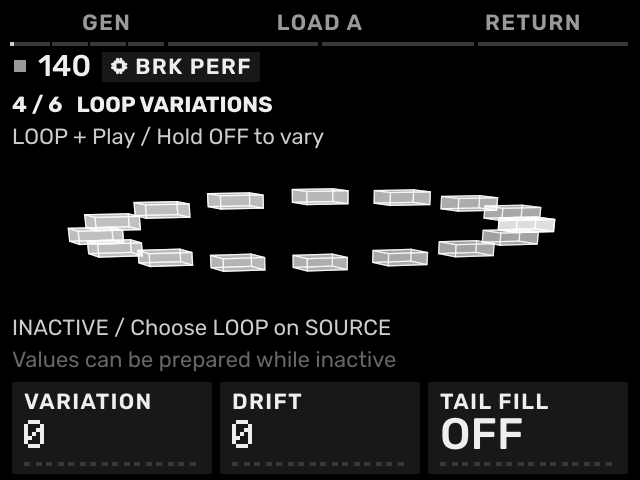 GEN LOAD A RETURN
140 BRK PERF
4 / 6 LOOP VARIATIONS
LOOP + Play / Hold OFF to vary
INACTIVE / Choose LOOP on SOURCE
Values can be prepared while inactive
VARIATION DRIFT TAIL FILL
0 0 OFF